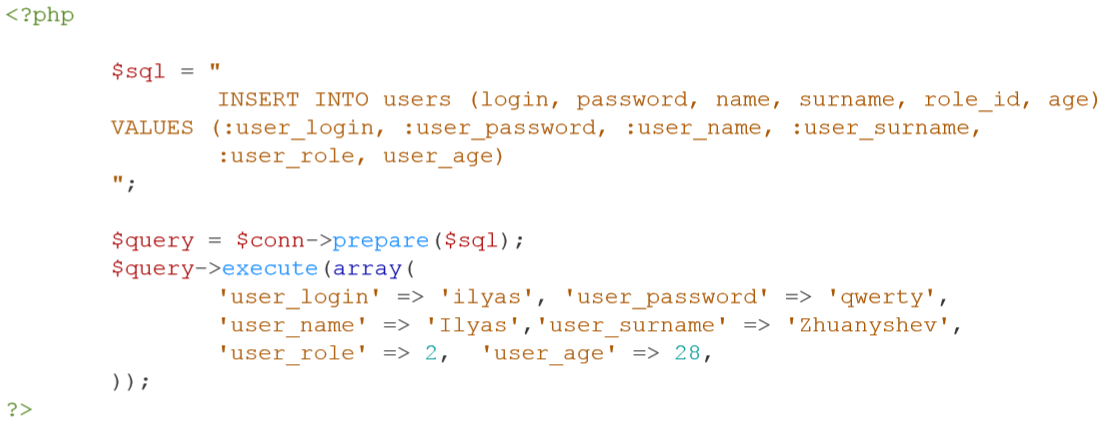 <?php
$sql = "
INSERT INTO users (login, password, name, surname, role_id, age)
VALUES (:user_login, :user_password, :user_name, :user_surname,
:user_role, user_age)
";
$query = $conn->prepare($sql);
$query->execute(array(
'user_login' => 'ilyas', 'user_password' => 'qwerty',
'user_name' => 'Ilyas','user_surname' => 'Zhuanyshev',
'user_role' => 2, 'user_age' => 28,
));
?>